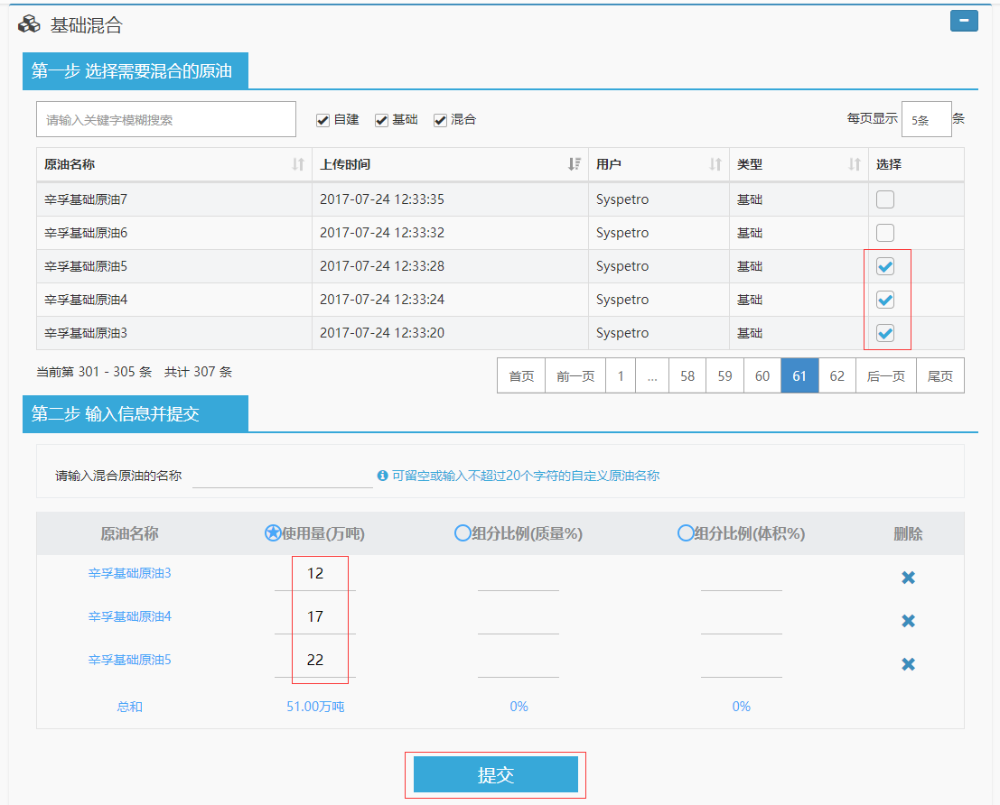 基础混合
第一步 选择需要混合的原油
请输入关键字模糊搜索 自建 基础 混合 每页显示 5条 条
原油名称 上传时间 用户 类型 选择
辛孚基础原油7 2017-07-24 12:33:35 Syspetro 基础
辛孚基础原油6 2017-07-24 12:33:32 Syspetro 基础
辛孚基础原油5 2017-07-24 12:33:28 Syspetro 基础
辛孚基础原油4 2017-07-24 12:33:24 Syspetro 基础
辛孚基础原油3 2017-07-24 12:33:20 Syspetro 基础
当前第 301 - 305 条 共计 307 条 首页 前一页 1 ... 58 59 60 61 62 后一页 尾页
第二步 输入信息并提交
请输入混合原油的名称 可留空或输入不超过20个字符的自定义原油名称
原油名称 使用量(万吨) 组分比例(质量%) 组分比例(体积%) 删除
辛孚基础原油3 12
辛孚基础原油4 17
辛孚基础原油5 22
总和 51.00万吨 0% 0%
提交